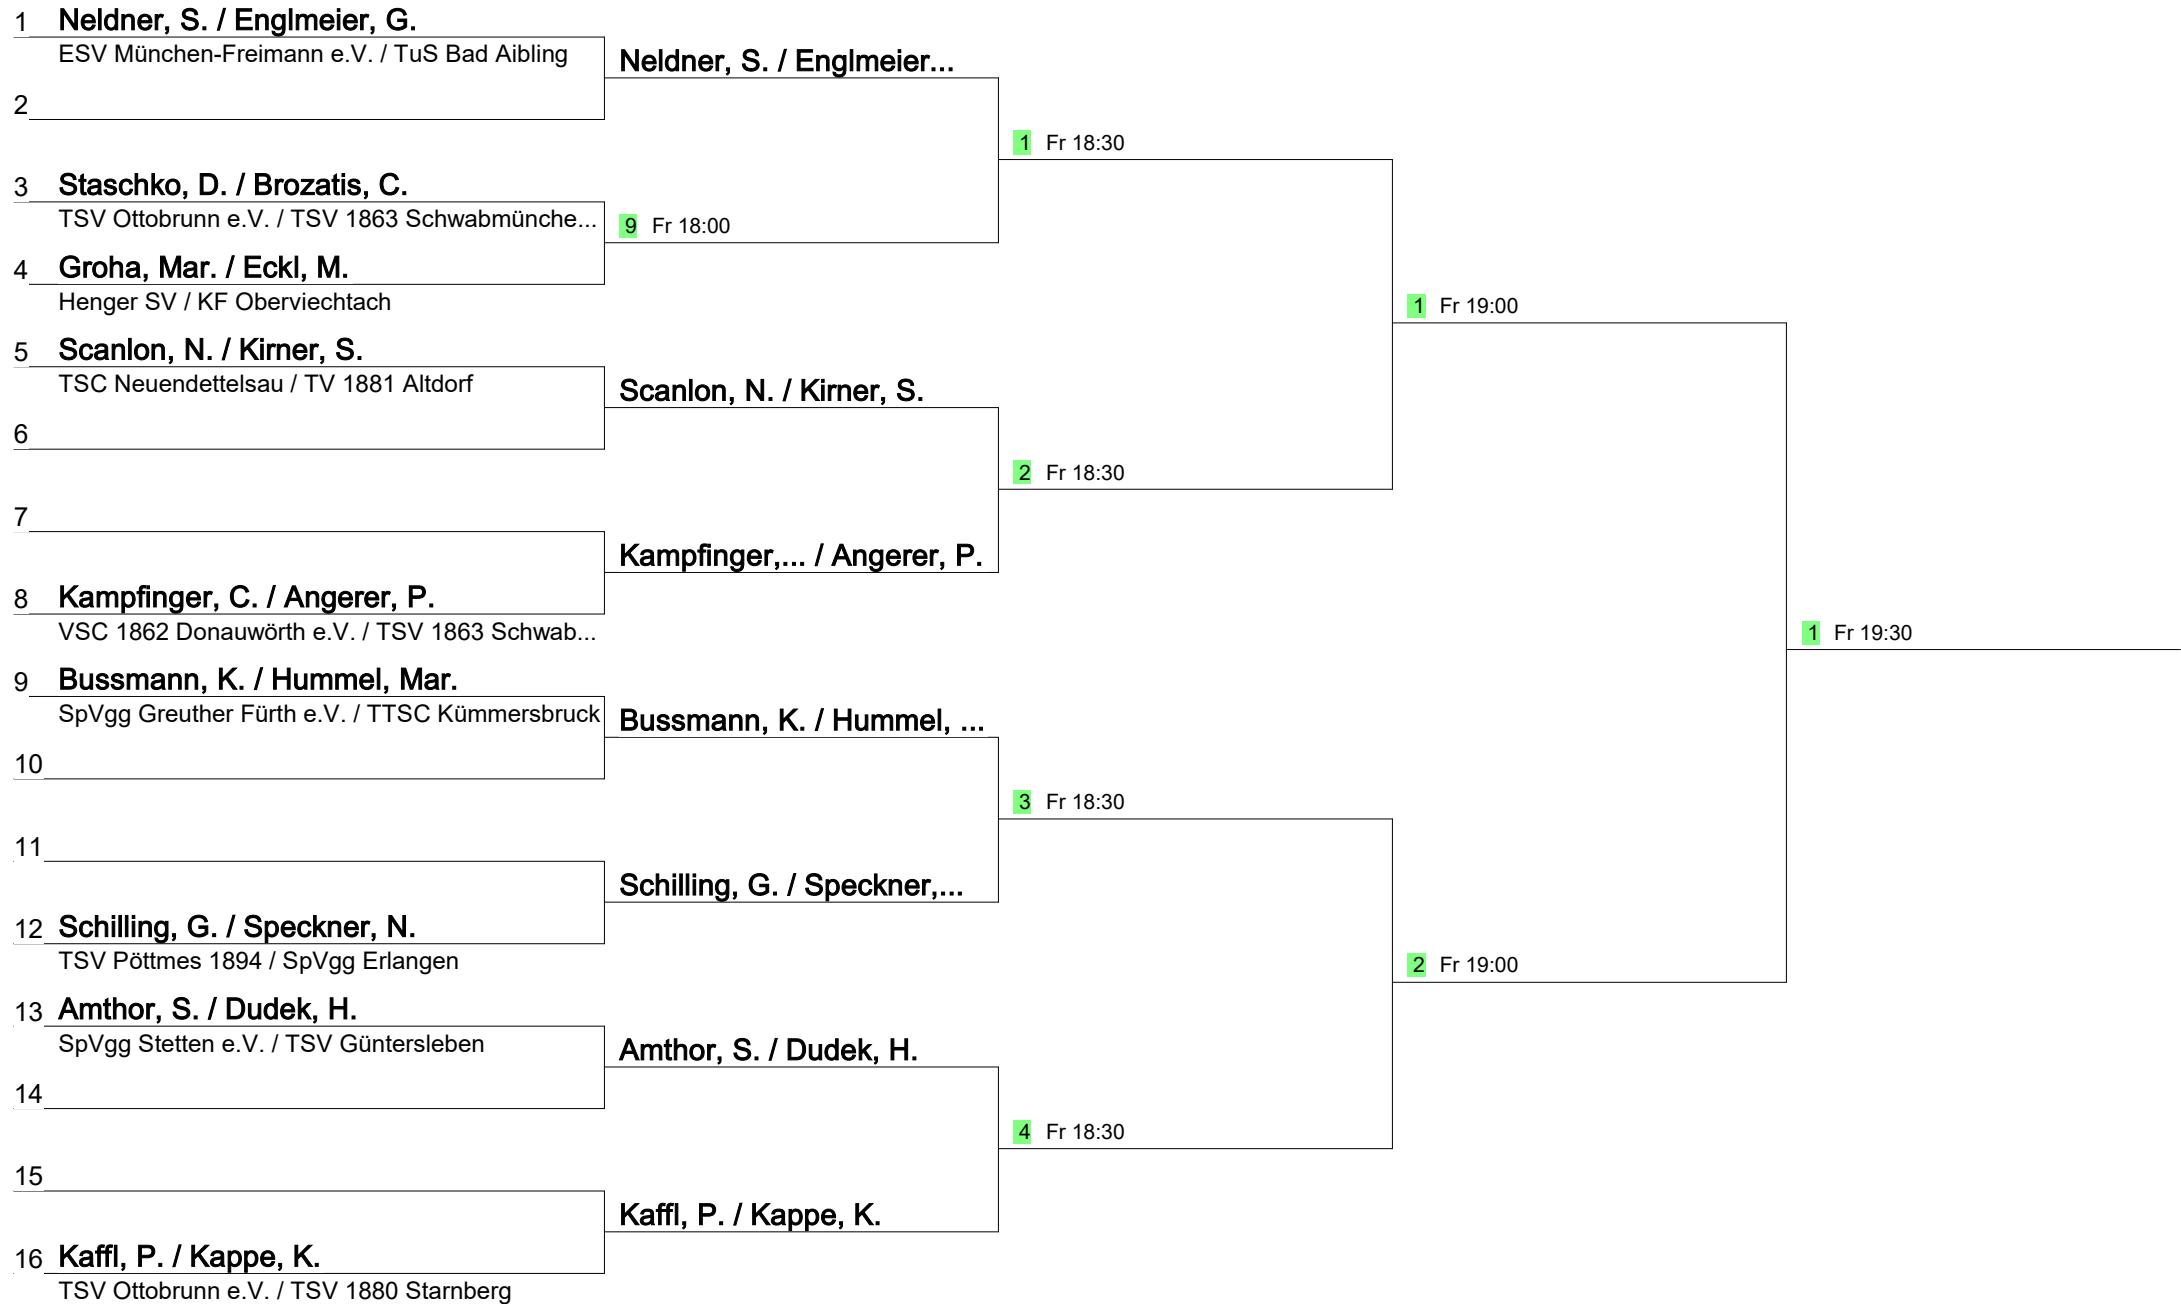 1 Neldner, S. / Englmeier, G.
ESV München-Freimann e.V. / TuS Bad Aibling
Neldner, S. / Englmeier...
2
1 Fr 18:30
3 Staschko, D. / Brozatis, C.
TSV Ottobrunn e.V. / TSV 1863 Schwabmünche...
9 Fr 18:00
4 Groha, Mar. / Eckl, M.
Henger SV / KF Oberviechtach
1 Fr 19:00
5 Scanlon, N. / Kirner, S.
TSC Neuendettelsau / TV 1881 Altdorf
Scanlon, N. / Kirner, S.
6
2 Fr 18:30
7
Kampfinger,... / Angerer, P.
8 Kampfinger, C. / Angerer, P.
VSC 1862 Donauwörth e.V. / TSV 1863 Schwab...
1 Fr 19:30
9 Bussmann, K. / Hummel, Mar.
SpVgg Greuther Fürth e.V. / TTSC Kümmersbruck
Bussmann, K. / Hummel, ...
10
3 Fr 18:30
11
Schilling, G. / Speckner,...
12 Schilling, G. / Speckner, N.
TSV Pöttmes 1894 / SpVgg Erlangen
2 Fr 19:00
13 Amthor, S. / Dudek, H.
SpVgg Stetten e.V. / TSV Güntersleben
Amthor, S. / Dudek, H.
14
4 Fr 18:30
15
Kaffl, P. / Kappe, K.
16 Kaffl, P. / Kappe, K.
TSV Ottobrunn e.V. / TSV 1880 Starnberg